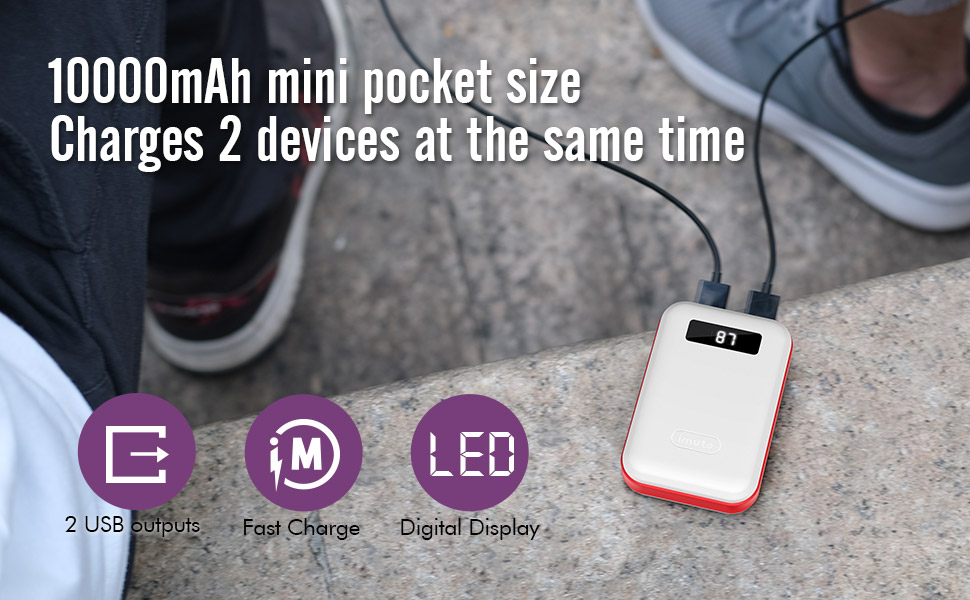 10000mAh mini pocket size
Charges 2 devices at the same time
87
imuto
iM
LED
2 USB outputs
Fast Charge
Digital Display